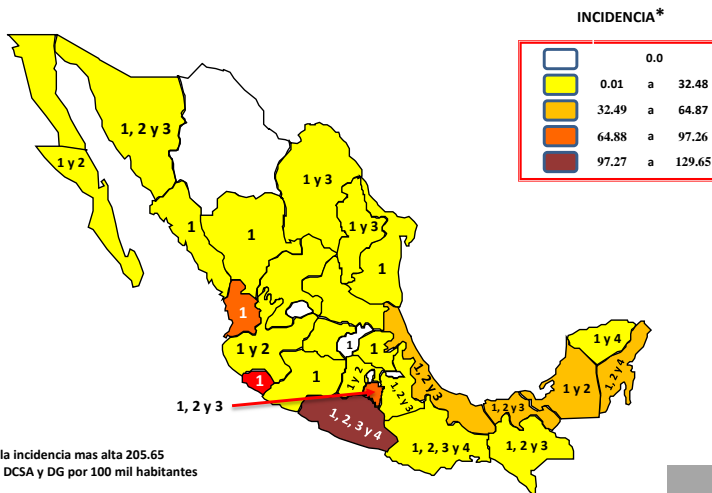 INCIDENCIA*
0.0
0.01 a 32.48
32.49 a 64.87
64.88 a 97.26
97.27 a 129.65
1, 2 y 3
1 y 2
1 y 3
1
1
1 y 3
1
1
1 y 2
1
1
1
1
1 y 2
1, 2 y 3
1, 2 y 3
1, 2 y 3
1, 2, 3 y 4
1, 2, 3 y 4
1, 2 y 3
1, 2 y 3
1 y 2
1 y 4
1, 2 y 4
la incidencia mas alta 205.65
DCSA y DG por 100 mil habitantes